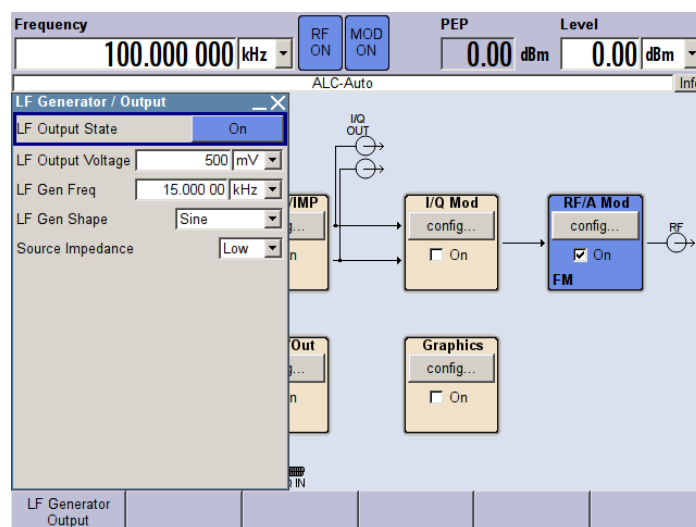 Frequency
RF ON
MOD ON
PEP
Level
100.000 000 kHz
0.00 dBm
0.00 dBm
ALC-Auto
Info
LF Generator / Output
LF Output State On
LF Output Voltage 500 mV
LF Gen Freq 15.000 00 kHz
LF Gen Shape Sine
Source Impedance Low
I/Q
OUT
/IMP
I/Q Mod
config...
On
RF/A Mod
config...
On
FM
RF
/Out
Graphics
config...
On
IN
LF Generator
Output